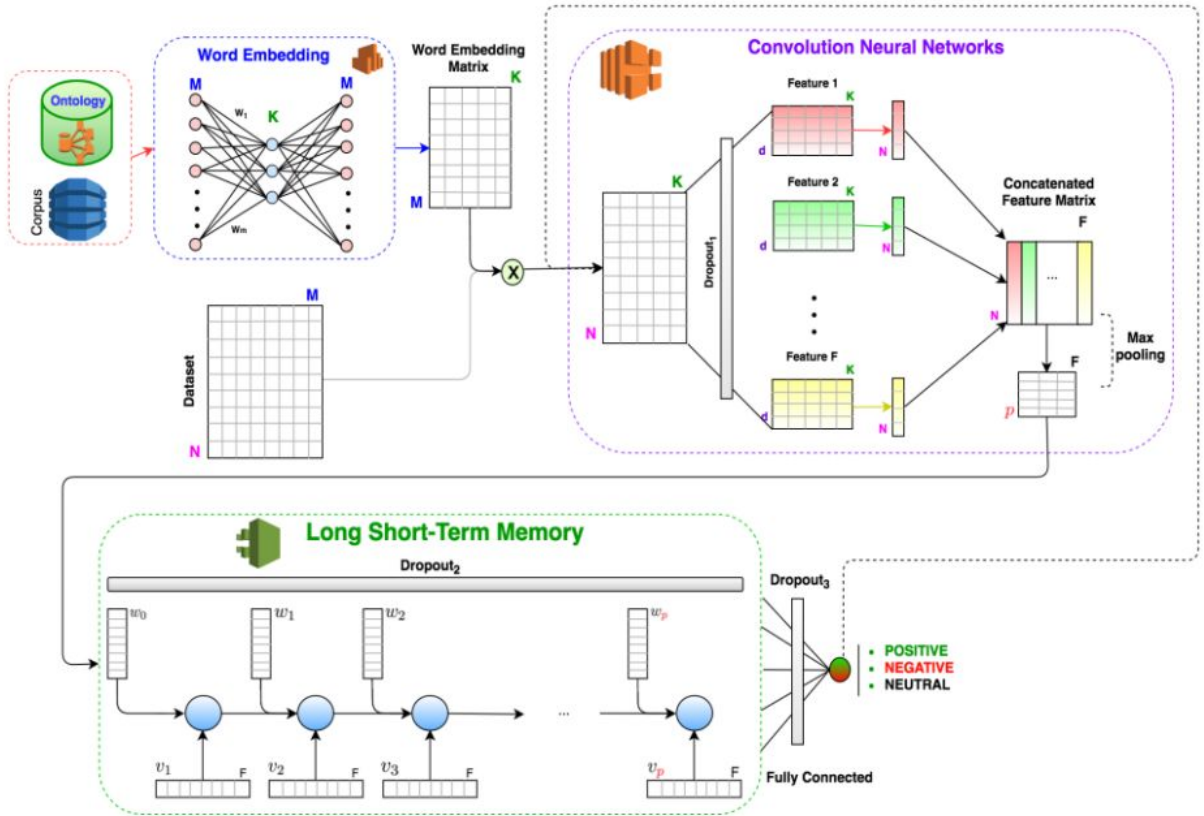 Ontology
Corpus
Word Embedding
M
M
W₁
K
Wm
Word Embedding
Matrix
K
M
X
Dataset
M
N
Convolution Neural Networks
K
N
Dropout₁
Feature 1
K
d
N
Feature 2
K
d
N
Feature F
K
d
N
Concatenated
Feature Matrix
F
...
N
Max
pooling
F
p
Long Short-Term Memory
Dropout₂
w₀
w₁
w₂
wₚ
...
v₁
F
v₂
F
v₃
F
vₚ
F
Dropout₃
Fully Connected
• POSITIVE
• NEGATIVE
• NEUTRAL